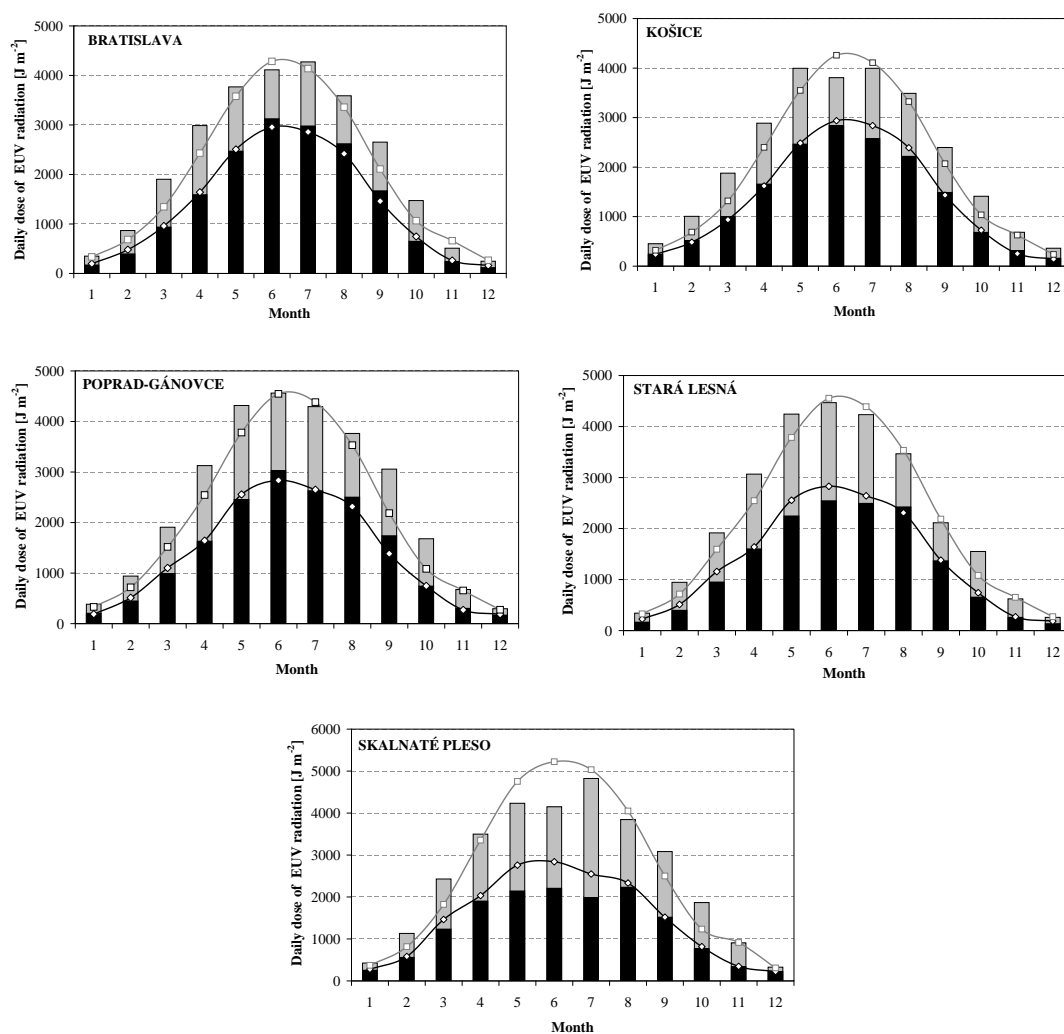 BRATISLAVA
Daily dose of EUV radiation [J m-2]
5000
4000
3000
2000
1000
0
1 2 3 4 5 6 7 8 9 10 11 12
Month
KOŠICE
Daily dose of EUV radiation [J m-2]
5000
4000
3000
2000
1000
0
1 2 3 4 5 6 7 8 9 10 11 12
Month
POPRAD-GÁNOVCE
Daily dose of EUV radiation [J m-2]
5000
4000
3000
2000
1000
0
1 2 3 4 5 6 7 8 9 10 11 12
Month
STARÁ LESNÁ
Daily dose of EUV radiation [J m-2]
5000
4000
3000
2000
1000
0
1 2 3 4 5 6 7 8 9 10 11 12
Month
SKALNATÉ PLESO
Daily dose of EUV radiation [J m-2]
6000
5000
4000
3000
2000
1000
0
1 2 3 4 5 6 7 8 9 10 11 12
Month